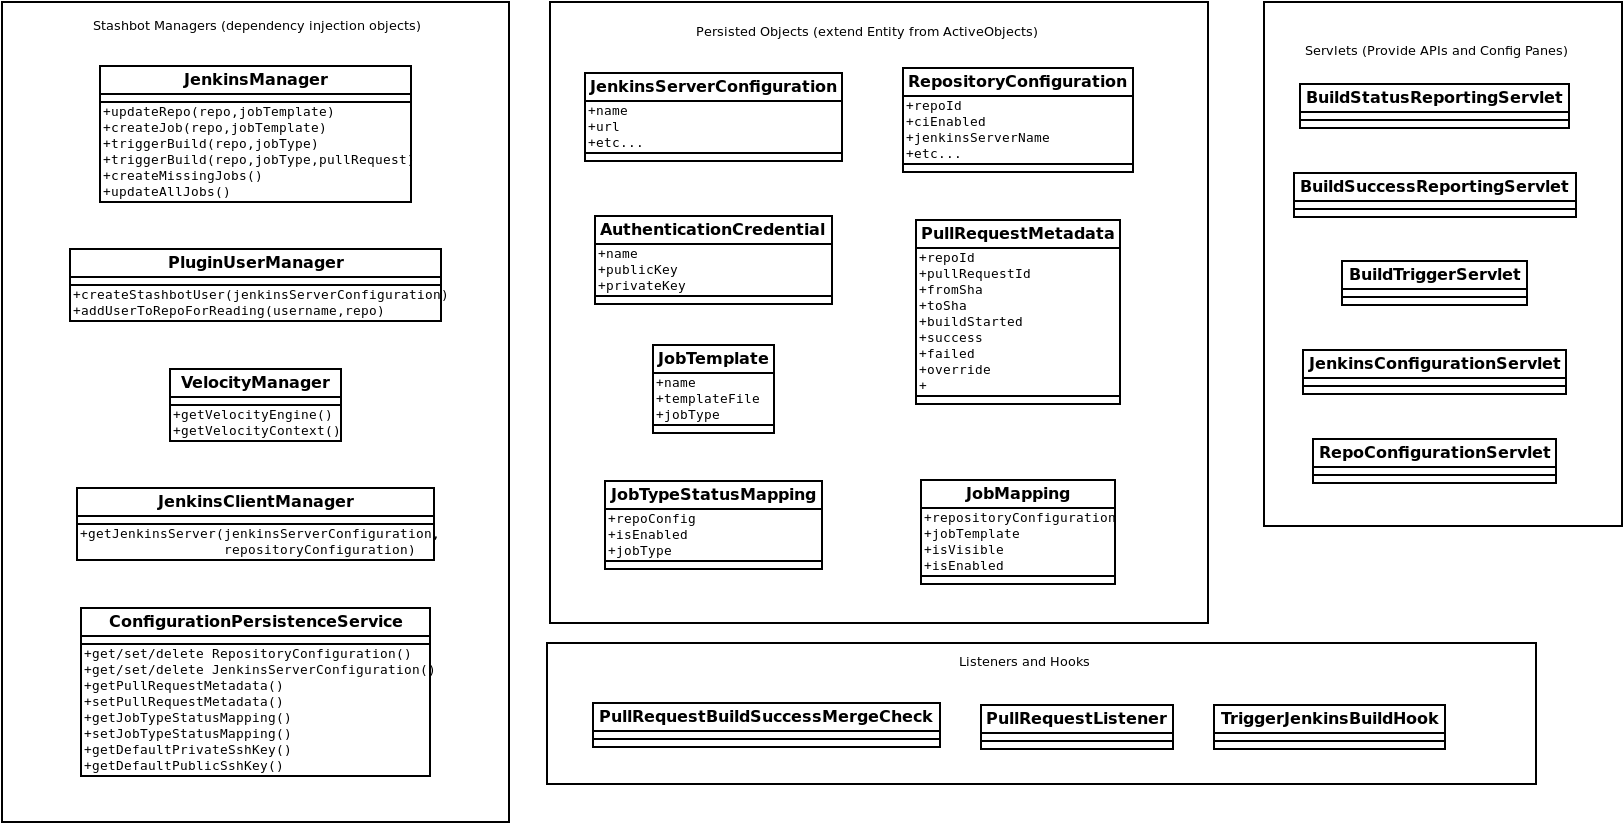 Stashbot Managers (dependency injection objects)
JenkinsManager
+updateRepo(repo,jobTemplate)
+createJob(repo,jobTemplate)
+triggerBuild(repo,jobType)
+triggerBuild(repo,jobType,pullRequest)
+createMissingJobs()
+updateAllJobs()
PluginUserManager
+createStashbotUser(jenkinsServerConfiguration)
+addUserToRepoForReading(username,repo)
VelocityManager
+getVelocityEngine()
+getVelocityContext()
JenkinsClientManager
+getJenkinsServer(jenkinsServerConfiguration,
repositoryConfiguration)
ConfigurationPersistenceService
+get/set/delete RepositoryConfiguration()
+get/set/delete JenkinsServerConfiguration()
+getPullRequestMetadata()
+setPullRequestMetadata()
+getJobTypeStatusMapping()
+setJobTypeStatusMapping()
+getDefaultPrivateSshKey()
+getDefaultPublicSshKey()
Persisted Objects (extend Entity from ActiveObjects)
JenkinsServerConfiguration
+name
+url
+etc...
RepositoryConfiguration
+repoId
+ciEnabled
+jenkinsServerName
+etc...
AuthenticationCredential
+name
+publicKey
+privateKey
PullRequestMetadata
+repoId
+pullRequestId
+fromSha
+toSha
+buildStarted
+success
+failed
+override
+
JobTemplate
+name
+templateFile
+jobType
JobTypeStatusMapping
+repoConfig
+isEnabled
+jobType
JobMapping
+repositoryConfiguration
+jobTemplate
+isVisible
+isEnabled
Servlets (Provide APIs and Config Panes)
BuildStatusReportingServlet
BuildSuccessReportingServlet
BuildTriggerServlet
JenkinsConfigurationServlet
RepoConfigurationServlet
Listeners and Hooks
PullRequestBuildSuccessMergeCheck
PullRequestListener
TriggerJenkinsBuildHook